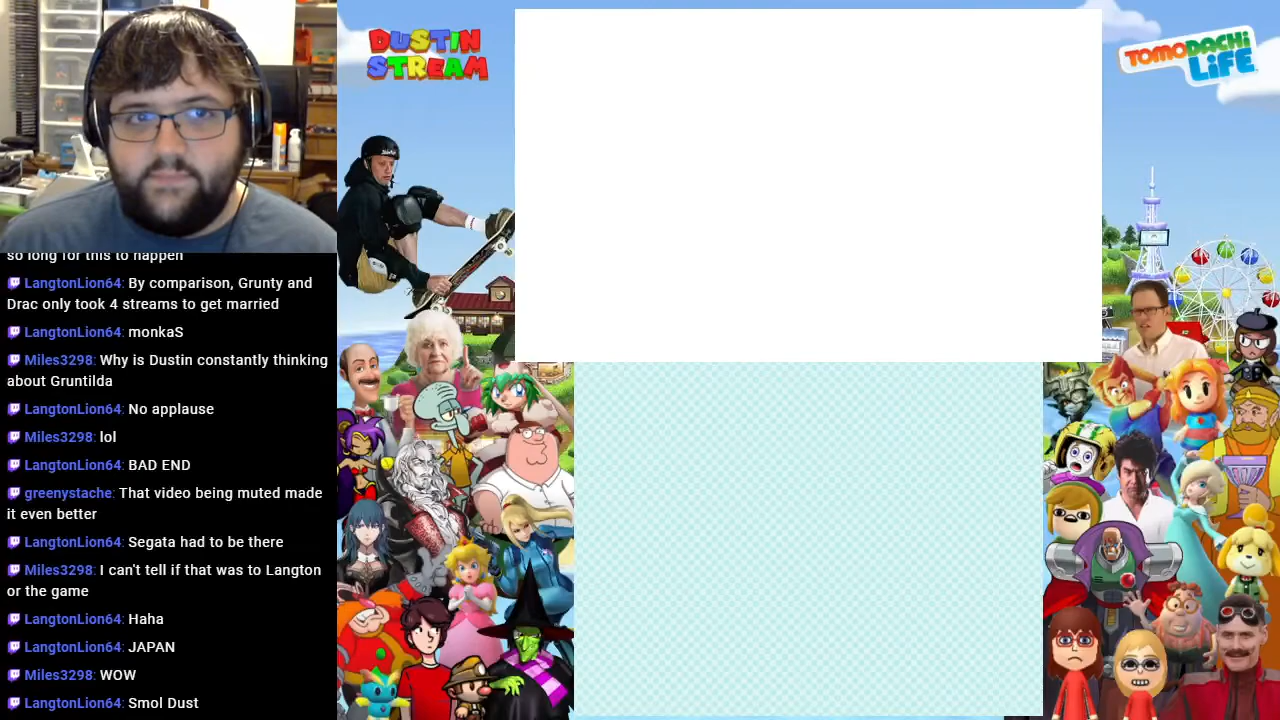 DUSTIN
STREAM
TOMODACHI
LiFE
so long for this to happen
LangtonLion64: By comparison, Grunty and
Drac only took 4 streams to get married
LangtonLion64: monkaS
Miles3298: Why is Dustin constantly thinking
about Gruntilda
LangtonLion64: No applause
Miles3298: lol
LangtonLion64: BAD END
greenystache: That video being muted made
it even better
LangtonLion64: Segata had to be there
Miles3298: I can't tell if that was to Langton
or the game
LangtonLion64: Haha
LangtonLion64: JAPAN
Miles3298: WOW
LangtonLion64: Smol Dust